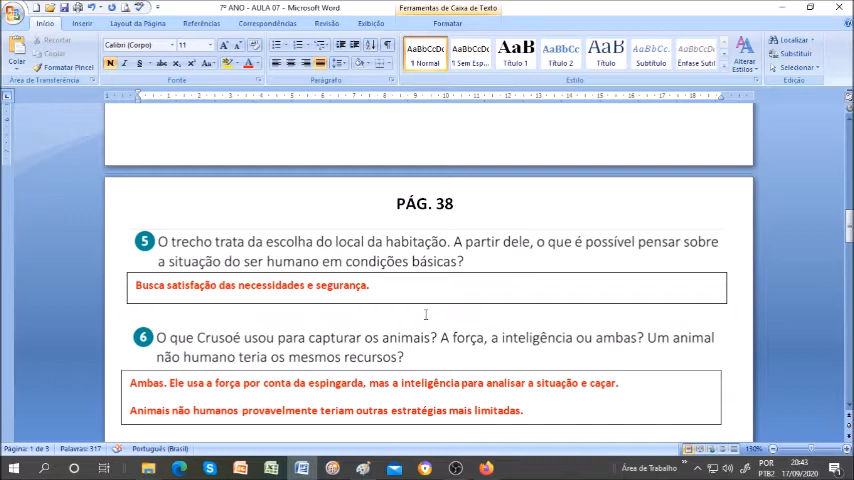 7º ANO - AULA 07 - Microsoft Word
Ferramentas de Caixa de Texto
Início Inserir Layout da Página Referências Correspondências Revisão Exibição Formatar
Colar
Recortar
Copiar
Formatar Pincel
Área de Transferência
Calibri (Corpo) 11
Fonte
Parágrafo
AaBbCcDc AaBbCcDc AaB AaBbCc AaB AaBbCc AaBbCcDc
¶ Normal ¶ Sem Esp... Título 1 Título 2 Título Subtítulo Ênfase Sutil
Alterar Estilos
Estilo
Localizar
Substituir
Selecionar
Edição
PÁG. 38
5 O trecho trata da escolha do local da habitação. A partir dele, o que é possível pensar sobre
a situação do ser humano em condições básicas?
Busca satisfação das necessidades e segurança.
6 O que Crusoé usou para capturar os animais? A força, a inteligência ou ambas? Um animal
não humano teria os mesmos recursos?
Ambas. Ele usa a força por conta da espingarda, mas a inteligência para analisar a situação e caçar.
Animais não humanos provavelmente teriam outras estratégias mais limitadas.
Página: 1 de 3 Palavras: 317 Português (Brasil) 130%
Área de Trabalho POR 20:43
PTB2 17/09/2020